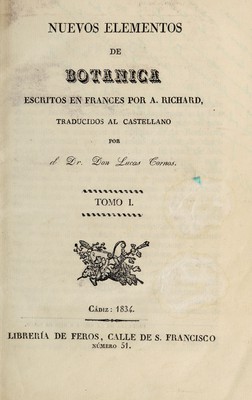 NUEVOS ELEMENTOS
DE
BOTANICA
ESCRITOS EN FRANCES POR A. RICHARD,
TRADUCIDOS AL CASTELLANO
POR
el Dr. Don Lucas Tornos.
TOMO I.
CÁDIZ: 1834.
LIBRERÍA DE FEROS, CALLE DE S. FRANCISCO
NÚMERO 51.